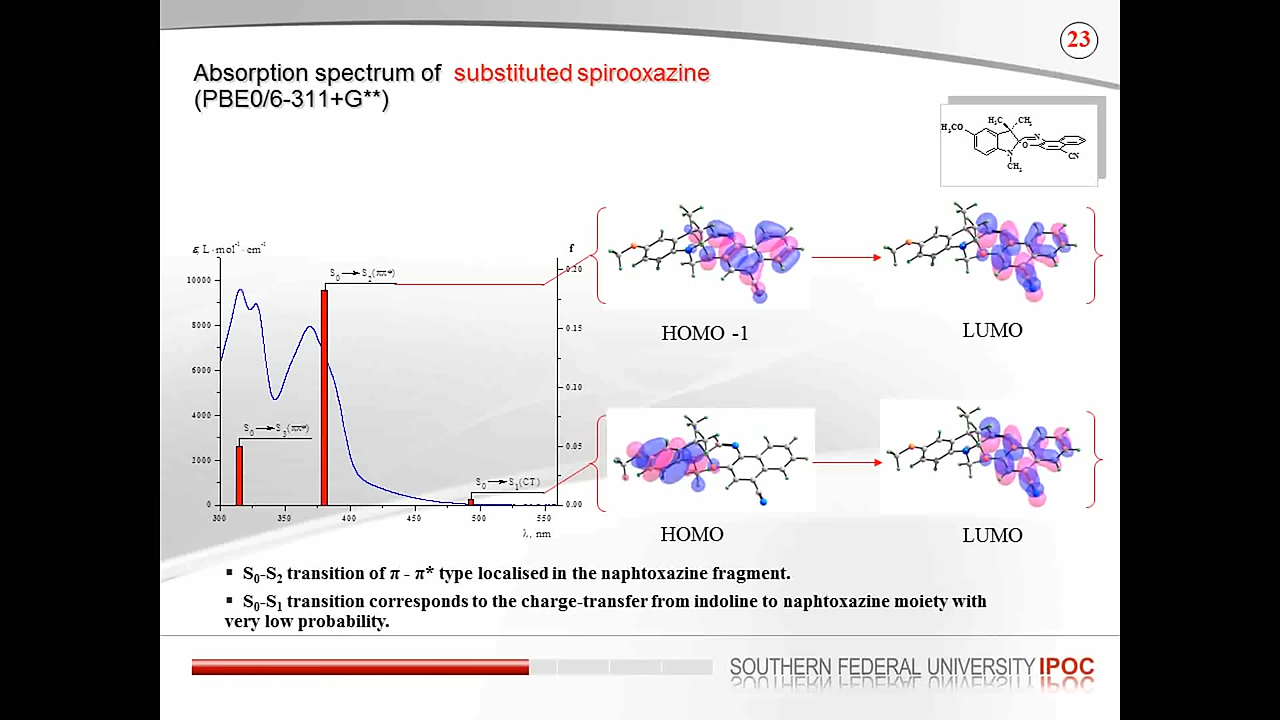 23
Absorption spectrum of substituted spirooxazine
(PBE0/6-311+G**)
H₃C CH₃
H₃CO
N
O
N
CN
CH₃
ε L·mol⁻¹·cm⁻¹
f
S₀ → S₂(ππ*)
0.20
10000
8000
0.15
6000
0.10
4000
S₀ → S₃(ππ*)
0.05
2000
S₀ → S₁(CT)
0
0.00
300 350 400 450 500 550
λ, nm
HOMO -1
LUMO
HOMO
LUMO
▪ S₀-S₂ transition of π - π* type localised in the naphtoxazine fragment.
▪ S₀-S₁ transition corresponds to the charge-transfer from indoline to naphtoxazine moiety with
very low probability.
SOUTHERN FEDERAL UNIVERSITY IPOC